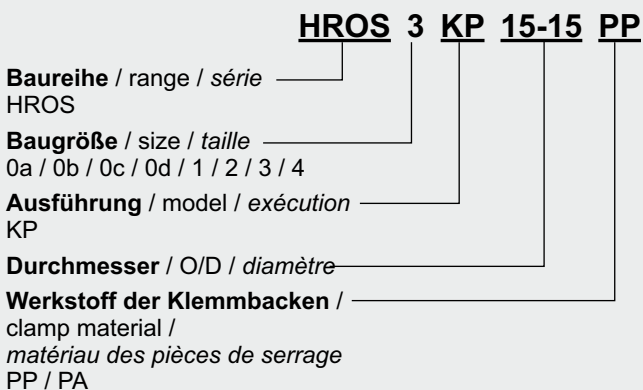 HROS 3 KP 15-15 PP
Baureihe / range / série
HROS
Baugröße / size / taille
0a / 0b / 0c / 0d / 1 / 2 / 3 / 4
Ausführung / model / exécution
KP
Durchmesser / O/D / diamètre
Werkstoff der Klemmbacken /
clamp material /
matériau des pièces de serrage
PP / PA